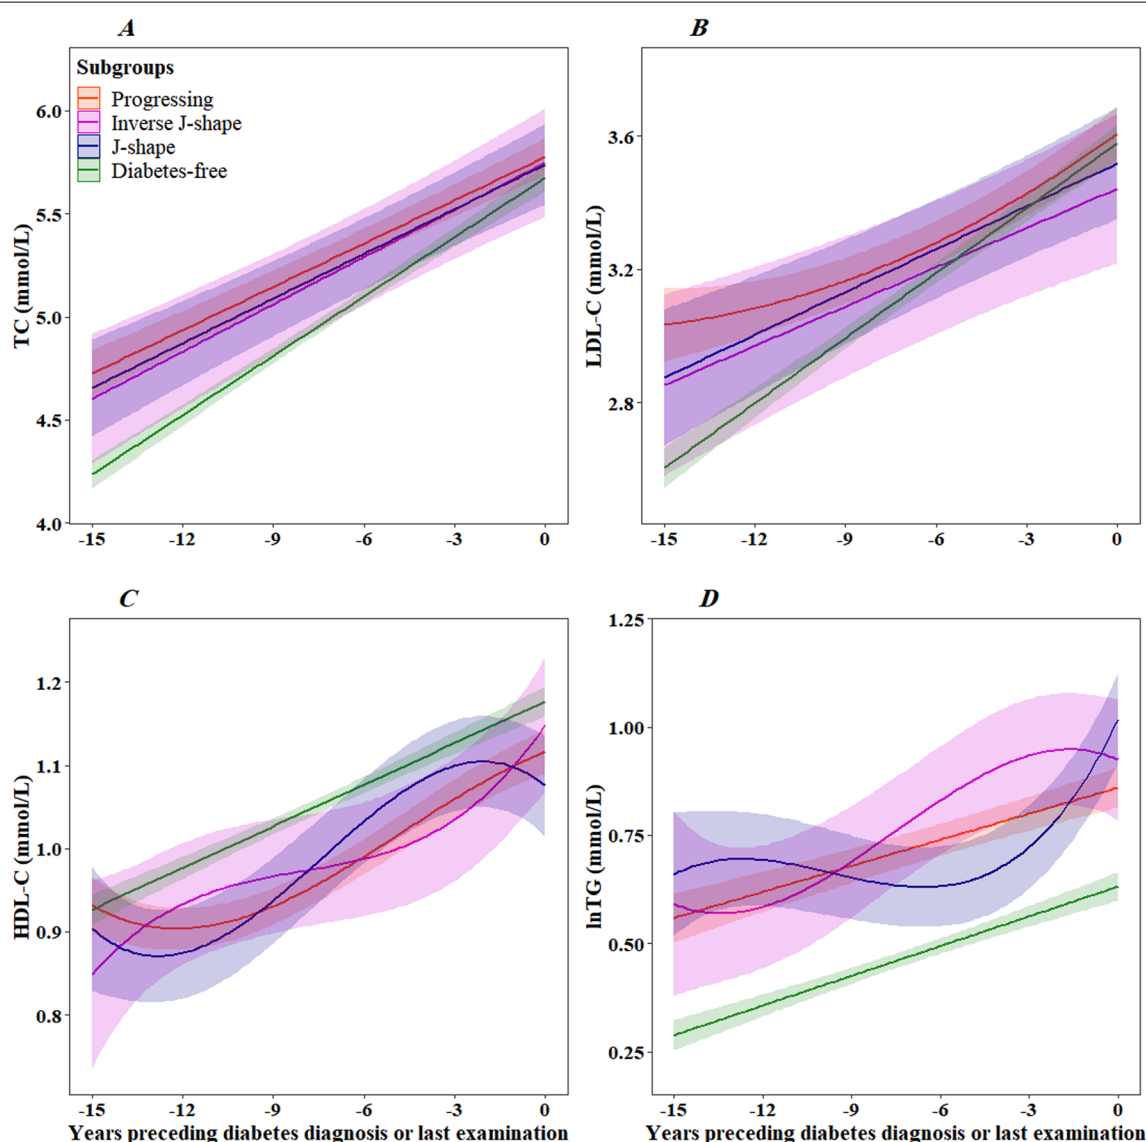 A
B
Subgroups
Progressing
Inverse J-shape
J-shape
Diabetes-free
TC (mmol/L)
6.0
5.5
5.0
4.5
4.0
-15 -12 -9 -6 -3 0
LDL-C (mmol/L)
3.6
3.2
2.8
-15 -12 -9 -6 -3 0
C
D
HDL-C (mmol/L)
1.2
1.1
1.0
0.9
0.8
-15 -12 -9 -6 -3 0
Years preceding diabetes diagnosis or last examination
lnTG (mmol/L)
1.25
1.00
0.75
0.50
0.25
-15 -12 -9 -6 -3 0
Years preceding diabetes diagnosis or last examination